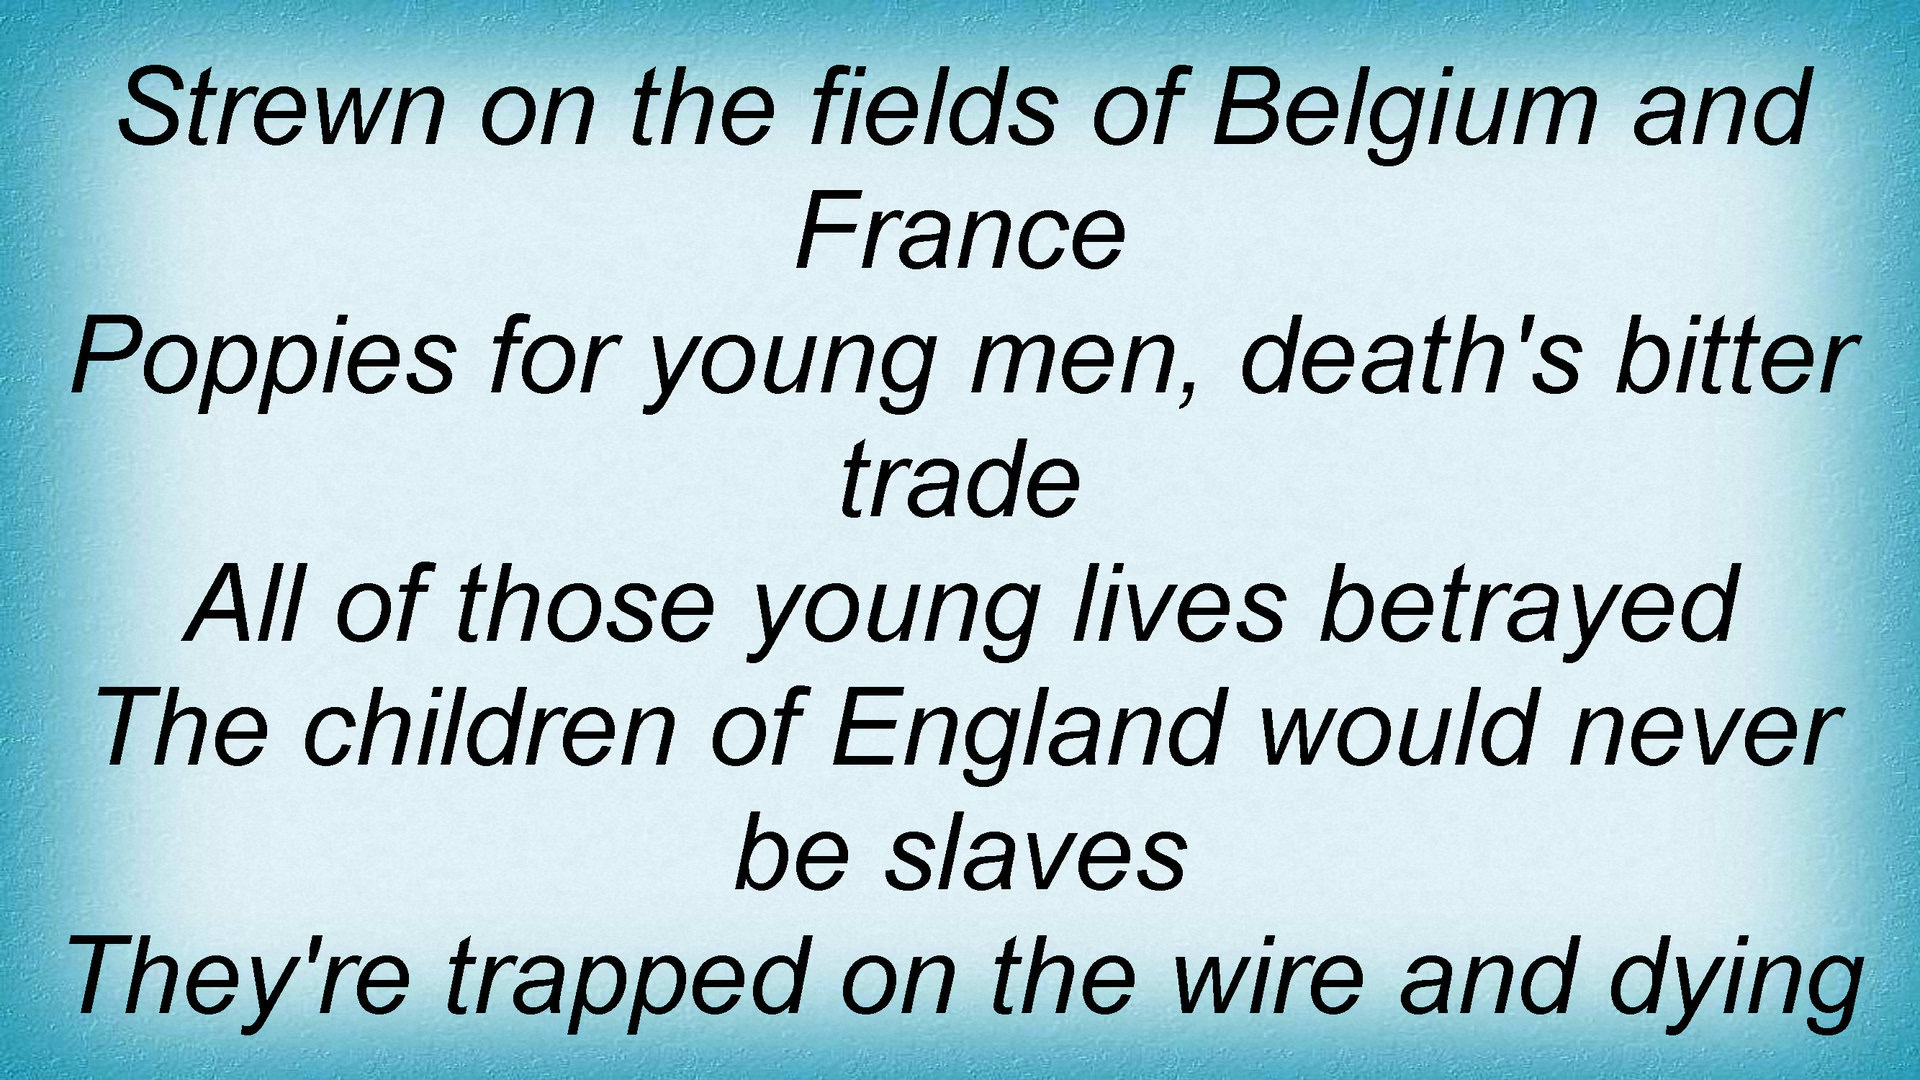 Strewn on the fields of Belgium and
France
Poppies for young men, death's bitter
trade
All of those young lives betrayed
The children of England would never
be slaves
They're trapped on the wire and dying